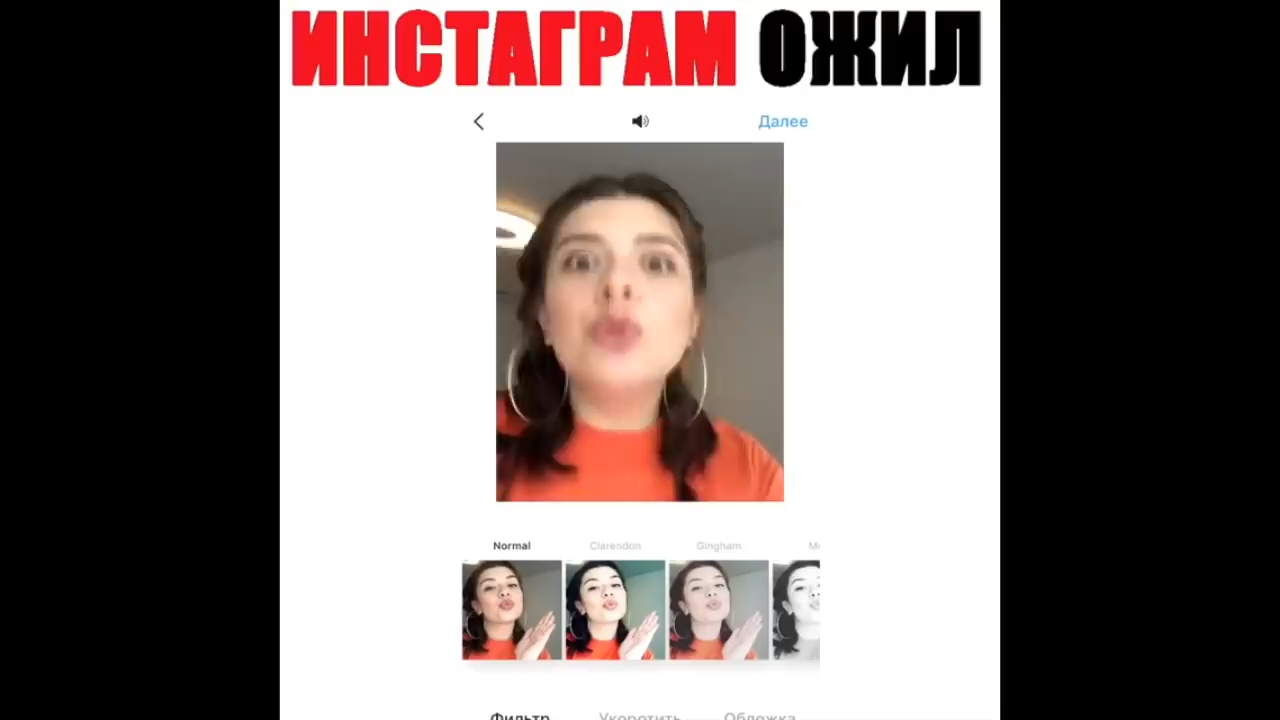 ИНСТАГРАМ ОЖИЛ
Далее
Normal Clarendon Gingham
Фильтр Укоротить Обложка